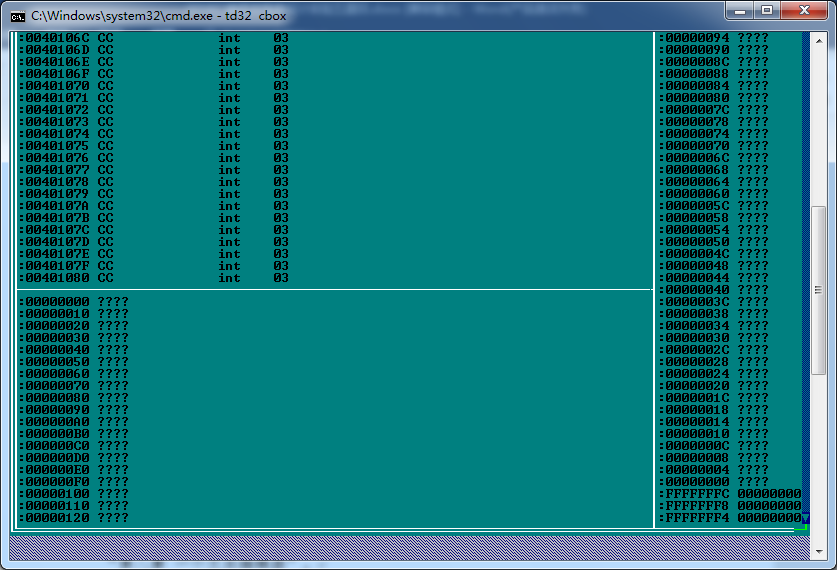 C:\Windows\system32\cmd.exe - td32 cbox
:0040106C CC int 03
:0040106D CC int 03
:0040106E CC int 03
:0040106F CC int 03
:00401070 CC int 03
:00401071 CC int 03
:00401072 CC int 03
:00401073 CC int 03
:00401074 CC int 03
:00401075 CC int 03
:00401076 CC int 03
:00401077 CC int 03
:00401078 CC int 03
:00401079 CC int 03
:0040107A CC int 03
:0040107B CC int 03
:0040107C CC int 03
:0040107D CC int 03
:0040107E CC int 03
:0040107F CC int 03
:00401080 CC int 03
:00000000 ????
:00000010 ????
:00000020 ????
:00000030 ????
:00000040 ????
:00000050 ????
:00000060 ????
:00000070 ????
:00000080 ????
:00000090 ????
:000000A0 ????
:000000B0 ????
:000000C0 ????
:000000D0 ????
:000000E0 ????
:000000F0 ????
:00000100 ????
:00000110 ????
:00000120 ????
:00000094 ????
:00000090 ????
:0000008C ????
:00000088 ????
:00000084 ????
:00000080 ????
:0000007C ????
:00000078 ????
:00000074 ????
:00000070 ????
:0000006C ????
:00000068 ????
:00000064 ????
:00000060 ????
:0000005C ????
:00000058 ????
:00000054 ????
:00000050 ????
:0000004C ????
:00000048 ????
:00000044 ????
:00000040 ????
:0000003C ????
:00000038 ????
:00000034 ????
:00000030 ????
:0000002C ????
:00000028 ????
:00000024 ????
:00000020 ????
:0000001C ????
:00000018 ????
:00000014 ????
:00000010 ????
:0000000C ????
:00000008 ????
:00000004 ????
:00000000 ????
:FFFFFFFC 00000000
:FFFFFFF8 00000000
:FFFFFFF4 00000000